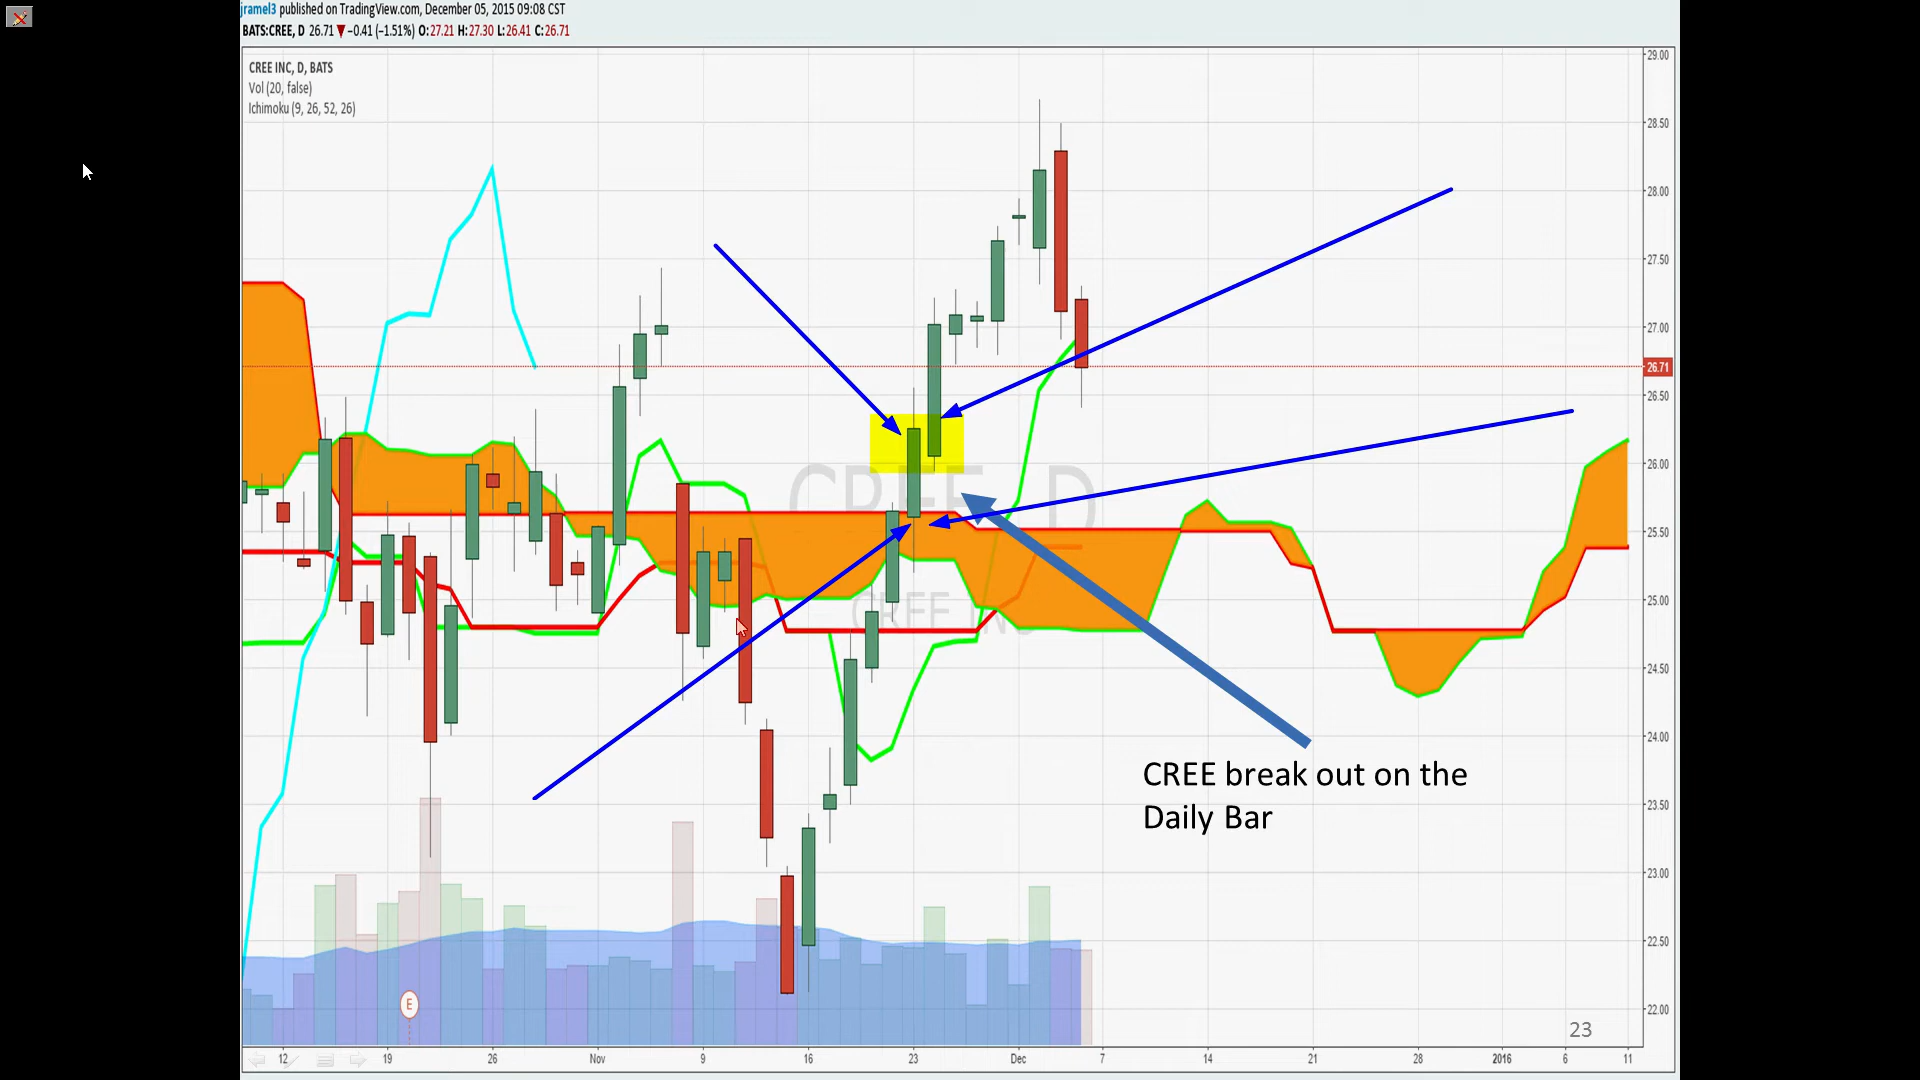 jramel3 published on TradingView.com, December 05, 2015 09:08 CST
BATS:CREE, D 26.71 ▼ −0.41 (−1.51%) O:27.21 H:27.30 L:26.41 C:26.71
CREE INC, D, BATS
Vol (20, false)
Ichimoku (9, 26, 52, 26)
29.00
28.50
28.00
27.50
27.00
26.71
26.50
26.00
CREE, D
25.50
25.00
CREE INC
24.50
24.00
CREE break out on the
Daily Bar
23.50
23.00
22.50
22.00
E
23
12 19 26 Nov 9 16 23 Dec 7 14 21 28 2016 6 11